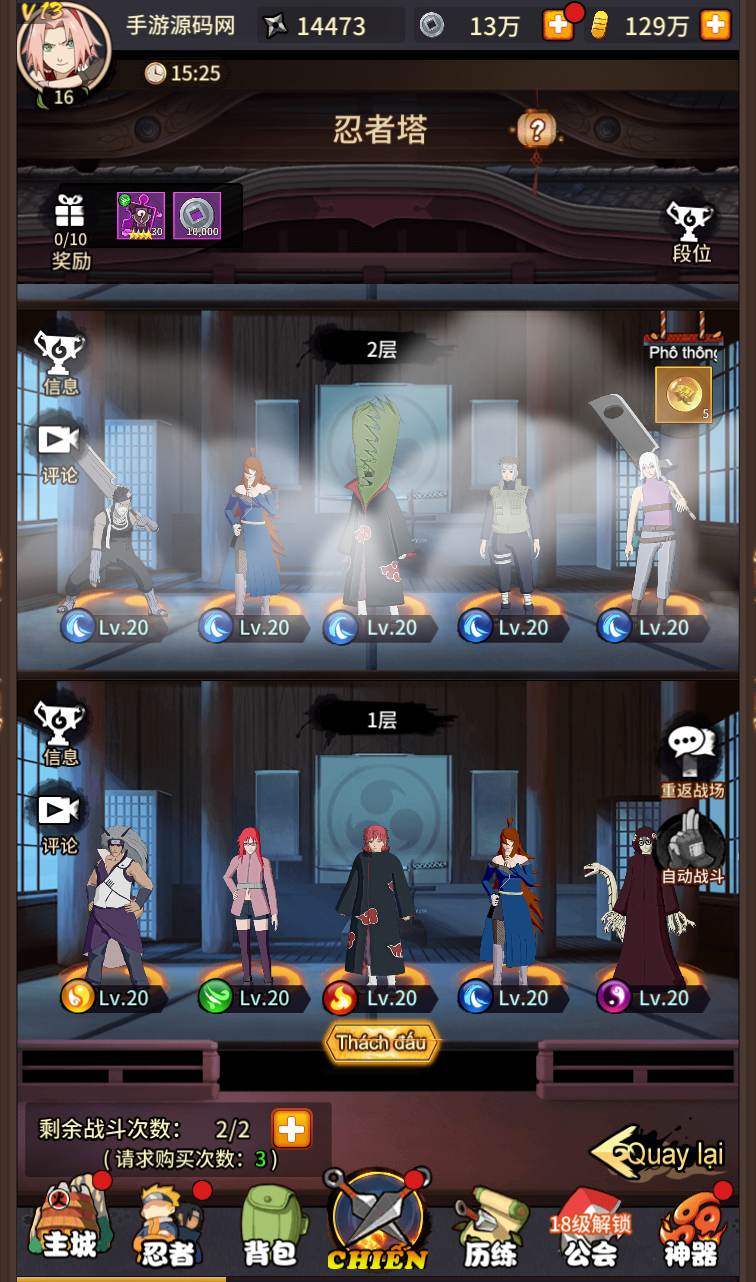 V13
手游源码网
14473
13万
129万
16
15:25
忍者塔
?
0/10
奖励
30
10,000
段位
2层
信息
评论
Phô thông
5
Lv.20
Lv.20
Lv.20
Lv.20
Lv.20
1层
信息
评论
重返战场
自动战斗
Lv.20
Lv.20
Lv.20
Lv.20
Lv.20
Thách đấu
剩余战斗次数: 2/2
(请求购买次数: 3)
Quay lại
主城
忍者
背包
CHIẾN
历练
18级解锁
公会
神器